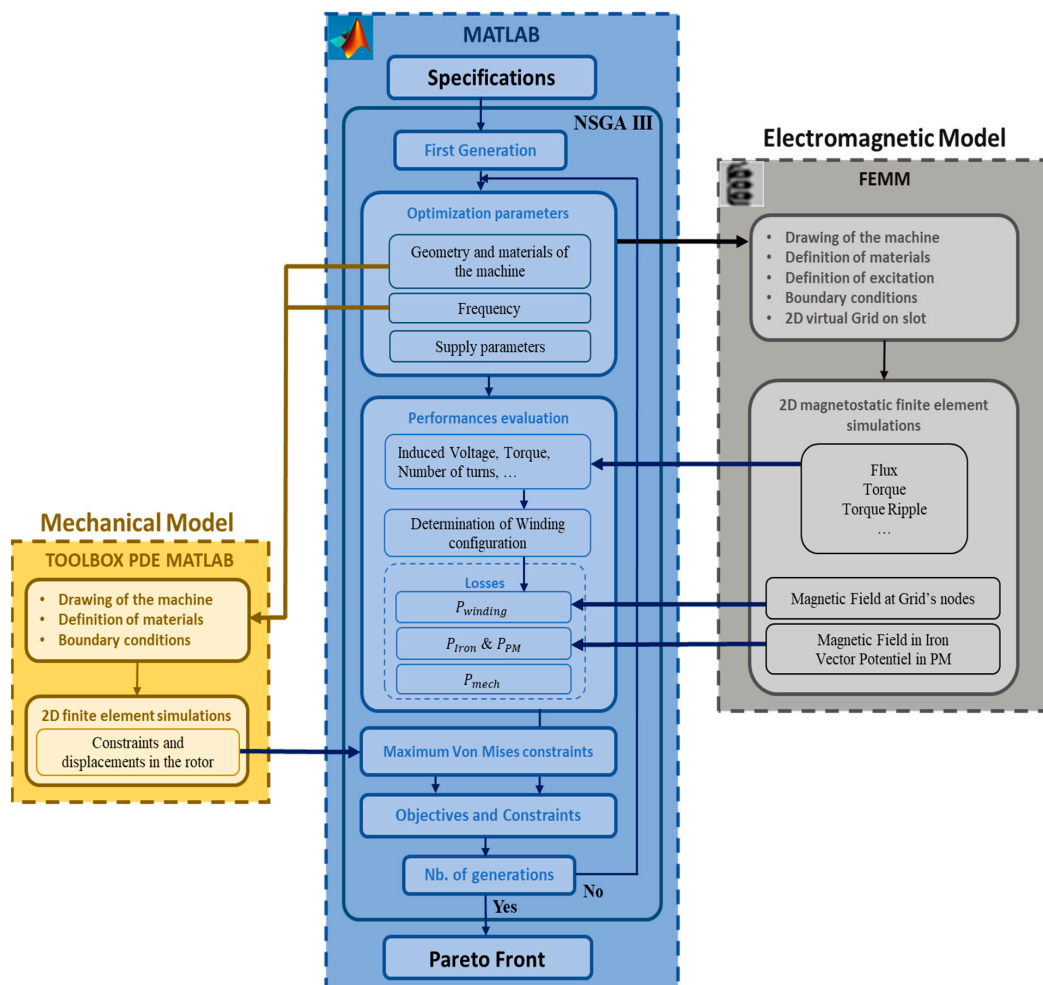 MATLAB
Specifications
NSGA III
First Generation
Optimization parameters
Geometry and materials of
the machine
Frequency
Supply parameters
Performances evaluation
Induced Voltage, Torque,
Number of turns, …
Determination of Winding
configuration
Losses
P_winding
P_Iron & P_PM
P_mech
Maximum Von Mises constraints
Objectives and Constraints
Nb. of generations
No
Yes
Pareto Front
Electromagnetic Model
FEMM
• Drawing of the machine
• Definition of materials
• Definition of excitation
• Boundary conditions
• 2D virtual Grid on slot
2D magnetostatic finite element
simulations
Flux
Torque
Torque Ripple
…
Magnetic Field at Grid's nodes
Magnetic Field in Iron
Vector Potentiel in PM
Mechanical Model
TOOLBOX PDE MATLAB
• Drawing of the machine
• Definition of materials
• Boundary conditions
2D finite element simulations
Constraints and
displacements in the rotor